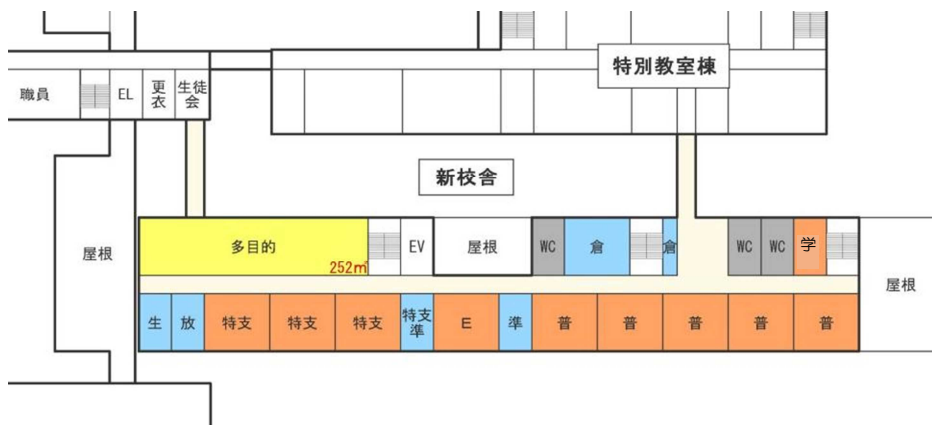 特別教室棟
職員
EL
更衣
生徒会
新校舎
屋根
多目的
252㎡
EV
屋根
WC
倉
倉
WC
WC
学
屋根
生
放
特支
特支
特支
特支準
E
準
普
普
普
普
普